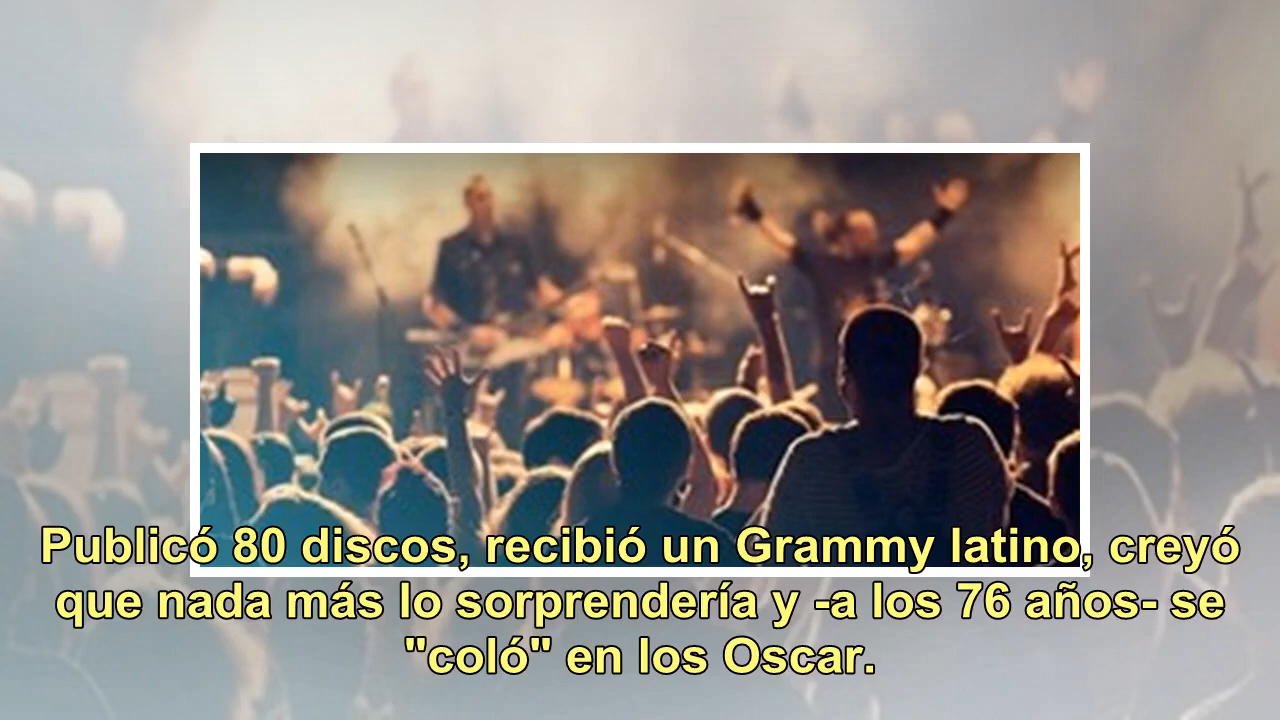 Publicó 80 discos, recibió un Grammy latino, creyó
que nada más lo sorprendería y -a los 76 años- se
"coló" en los Oscar.